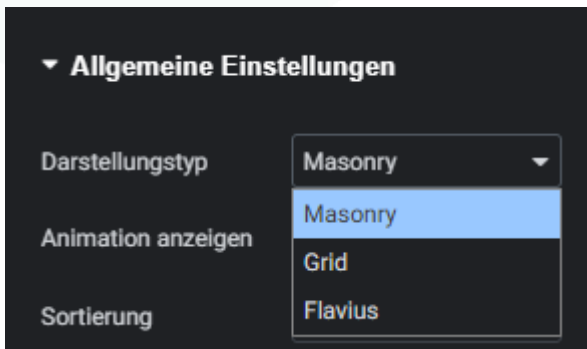 Allgemeine Einstellungen
Darstellungstyp Masonry
Masonry
Animation anzeigen
Grid
Flavius
Sortierung